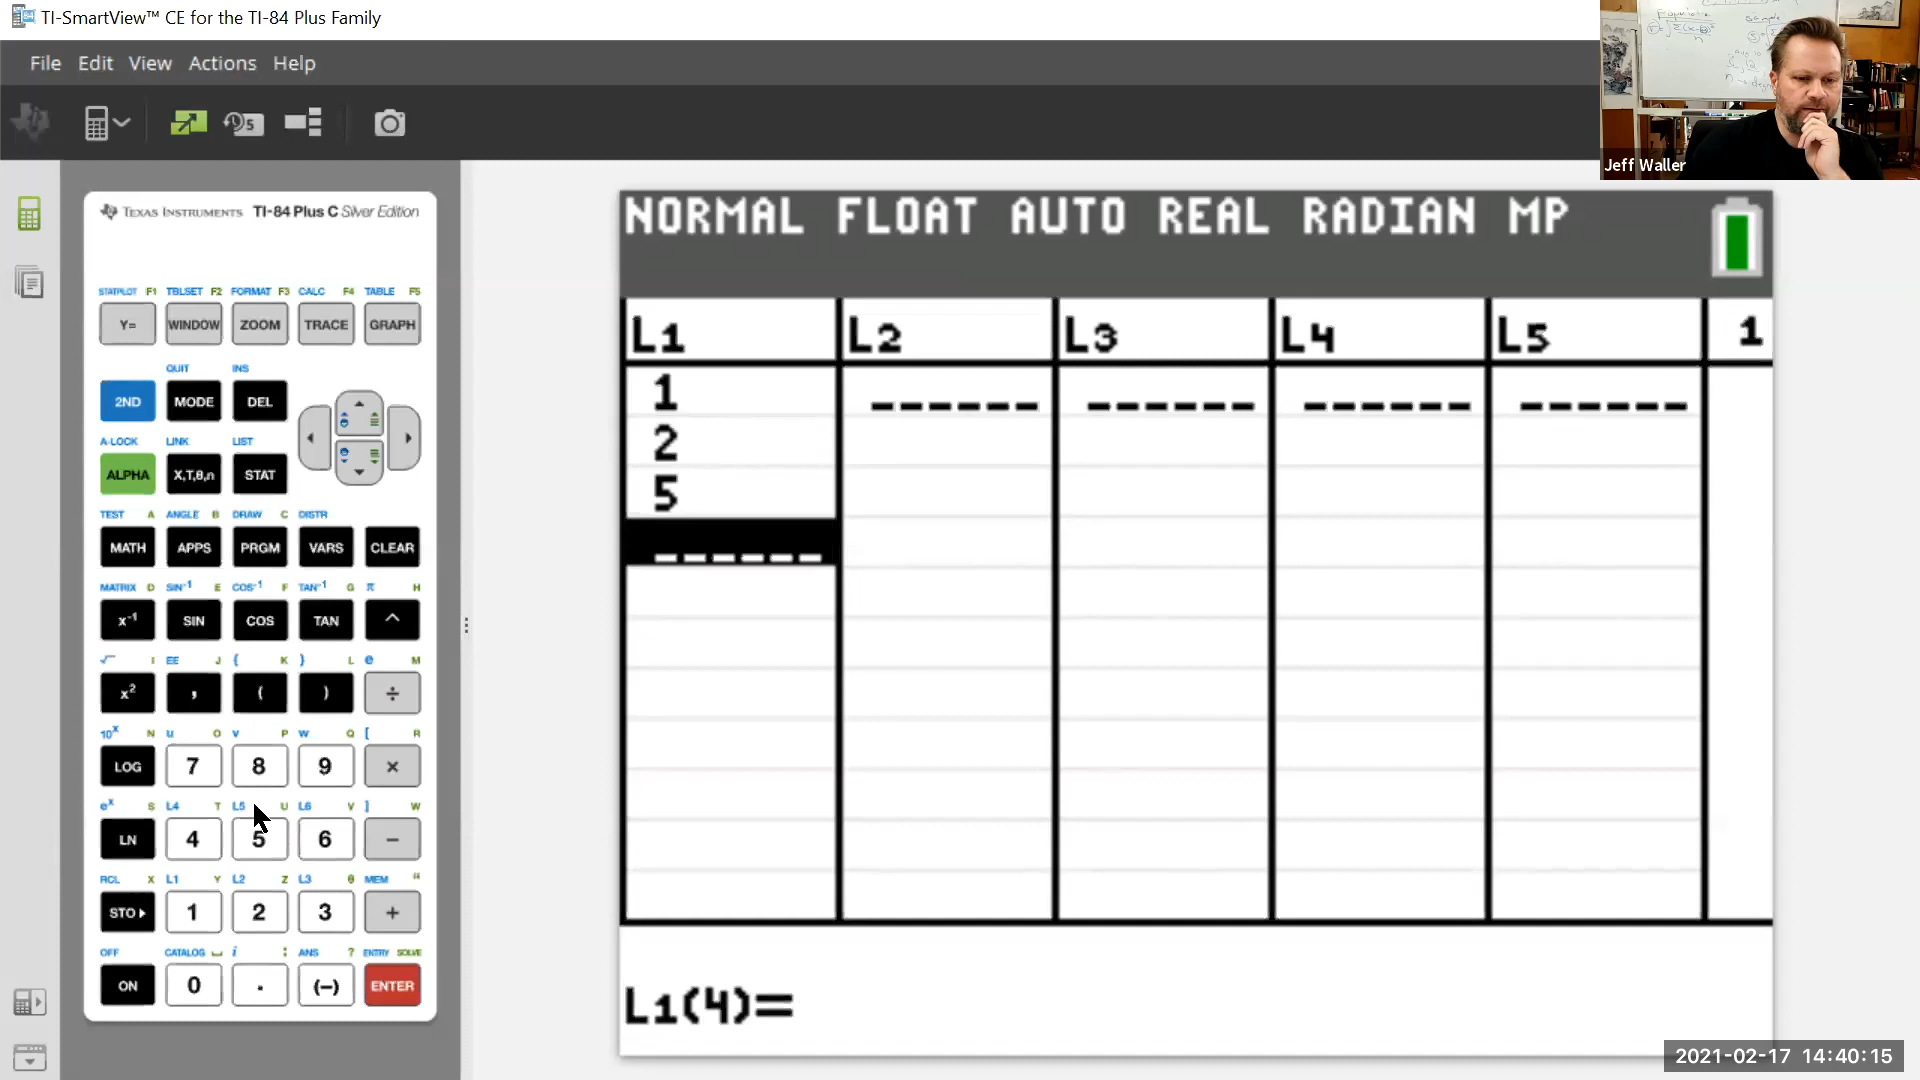 TI-SmartView™ CE for the TI-84 Plus Family
File Edit View Actions Help
5
Jeff Waller
TEXAS INSTRUMENTS TI-84 Plus C Silver Edition
STATPLOT F1 TBLSET F2 FORMAT F3 CALC F4 TABLE F5
Y= WINDOW ZOOM TRACE GRAPH
QUIT INS
2ND MODE DEL
A-LOCK LINK LIST
ALPHA X,T,θ,n STAT
TEST A ANGLE B DRAW C DISTR
MATH APPS PRGM VARS CLEAR
MATRIX D SIN⁻¹ E COS⁻¹ F TAN⁻¹ G π H
x⁻¹ SIN COS TAN ^
√ I EE J { K } L e M
x² , ( ) ÷
10ˣ N u O v P w Q [ R
LOG 7 8 9 ×
eˣ S L4 T L5 U L6 V ] W
LN 4 5 6 −
RCL X L1 Y L2 Z L3 θ MEM "
STO▸ 1 2 3 +
OFF CATALOG ⎵ i : ANS ? ENTRY SOLVE
ON 0 . (−) ENTER
NORMAL FLOAT AUTO REAL RADIAN MP
L1 L2 L3 L4 L5 1
1 ------ ------ ------ ------
2
5
------
L1(4)=
2021-02-17 14:40:15